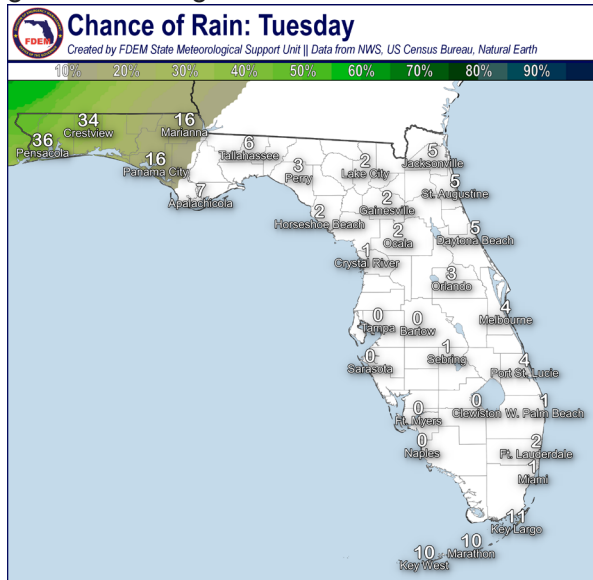 Chance of Rain: Tuesday
Created by FDEM State Meteorological Support Unit || Data from NWS, US Census Bureau, Natural Earth
10% 20% 30% 40% 50% 60% 70% 80% 90%
34
Crestview
16
Marianna
36
Pensacola
16
Panama City
6
Tallahassee
7
Apalachicola
3
Perry
2
Lake City
5
Jacksonville
5
St. Augustine
2
Gainesville
2
Horseshoe Beach
2
Ocala
5
Daytona Beach
1
Crystal River
3
Orlando
4
Melbourne
0
Tampa
0
Bartow
1
Sebring
0
Sarasota
4
Port St. Lucie
0
Ft. Myers
0
Clewiston
1
W. Palm Beach
0
Naples
2
Ft. Lauderdale
1
Miami
11
Key Largo
10
Marathon
10
Key West